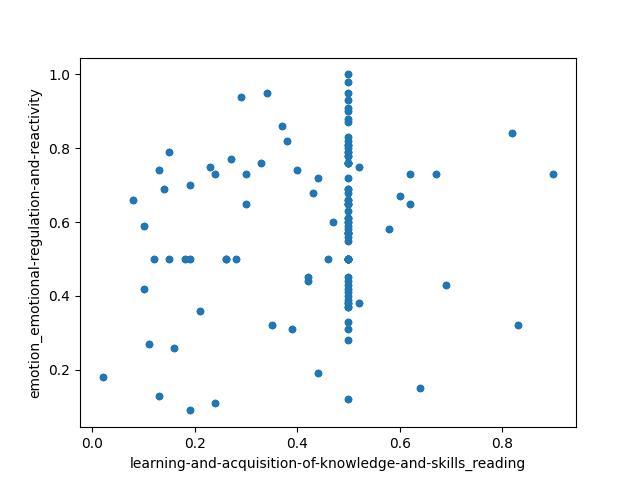 1.0
0.8
0.6
0.4
0.2
emotion_emotional-regulation-and-reactivity
0.0 0.2 0.4 0.6 0.8
learning-and-acquisition-of-knowledge-and-skills_reading